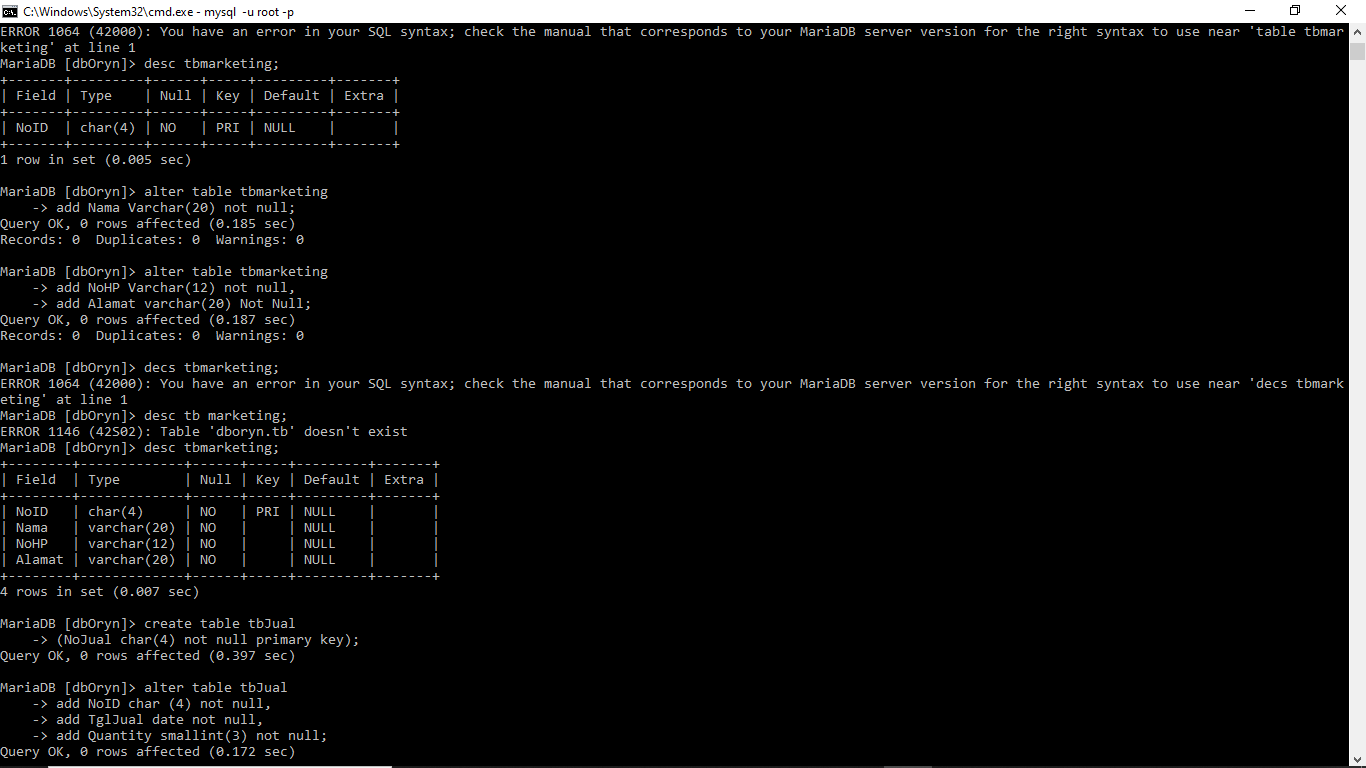 C:\Windows\System32\cmd.exe - mysql  -u root -p
ERROR 1064 (42000): You have an error in your SQL syntax; check the manual that corresponds to your MariaDB server version for the right syntax to use near 'table tbmar
keting' at line 1
MariaDB [dbOryn]> desc tbmarketing;
+-------+---------+------+-----+---------+-------+
| Field | Type    | Null | Key | Default | Extra |
+-------+---------+------+-----+---------+-------+
| NoID  | char(4) | NO   | PRI | NULL    |       |
+-------+---------+------+-----+---------+-------+
1 row in set (0.005 sec)

MariaDB [dbOryn]> alter table tbmarketing
    -> add Nama Varchar(20) not null;
Query OK, 0 rows affected (0.185 sec)
Records: 0  Duplicates: 0  Warnings: 0

MariaDB [dbOryn]> alter table tbmarketing
    -> add NoHP Varchar(12) not null,
    -> add Alamat varchar(20) Not Null;
Query OK, 0 rows affected (0.187 sec)
Records: 0  Duplicates: 0  Warnings: 0

MariaDB [dbOryn]> decs tbmarketing;
ERROR 1064 (42000): You have an error in your SQL syntax; check the manual that corresponds to your MariaDB server version for the right syntax to use near 'decs tbmark
eting' at line 1
MariaDB [dbOryn]> desc tb marketing;
ERROR 1146 (42S02): Table 'dboryn.tb' doesn't exist
MariaDB [dbOryn]> desc tbmarketing;
+--------+-------------+------+-----+---------+-------+
| Field  | Type        | Null | Key | Default | Extra |
+--------+-------------+------+-----+---------+-------+
| NoID   | char(4)     | NO   | PRI | NULL    |       |
| Nama   | varchar(20) | NO   |     | NULL    |       |
| NoHP   | varchar(12) | NO   |     | NULL    |       |
| Alamat | varchar(20) | NO   |     | NULL    |       |
+--------+-------------+------+-----+---------+-------+
4 rows in set (0.007 sec)

MariaDB [dbOryn]> create table tbJual
    -> (NoJual char(4) not null primary key);
Query OK, 0 rows affected (0.397 sec)

MariaDB [dbOryn]> alter table tbJual
    -> add NoID char (4) not null,
    -> add TglJual date not null,
    -> add Quantity smallint(3) not null;
Query OK, 0 rows affected (0.172 sec)